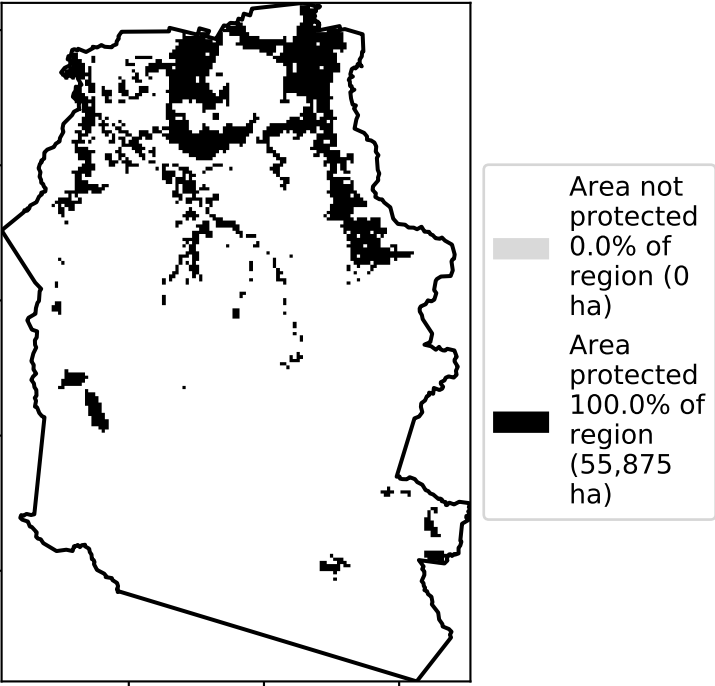 Area not
protected
0.0% of
region (0
ha)
Area
protected
100.0% of
region
(55,875
ha)